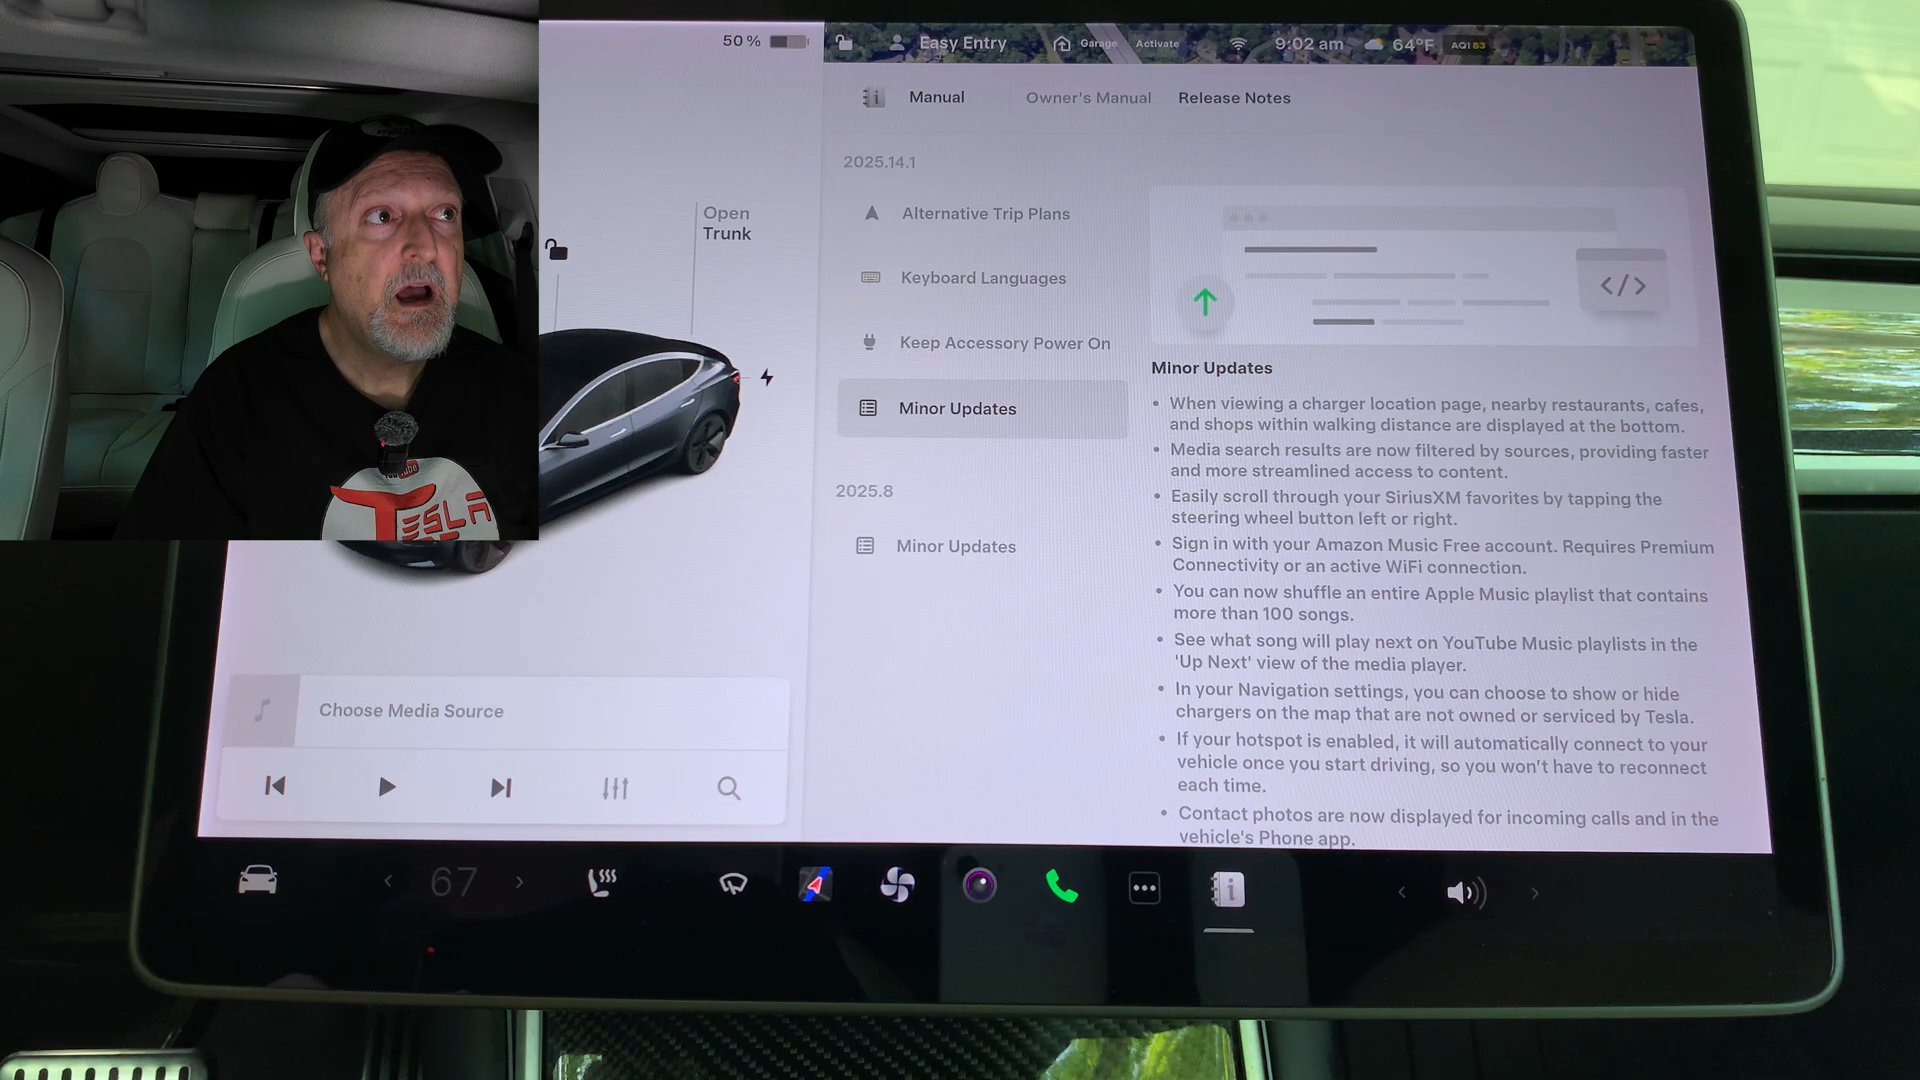 50 %
Easy Entry
Garage
Activate
9:02 am
64°F
AQI 83
Manual
Owner's Manual
Release Notes
2025.14.1
Alternative Trip Plans
Keyboard Languages
Keep Accessory Power On
Minor Updates
2025.8
Minor Updates
</>
Minor Updates
• When viewing a charger location page, nearby restaurants, cafes,
and shops within walking distance are displayed at the bottom.
• Media search results are now filtered by sources, providing faster
and more streamlined access to content.
• Easily scroll through your SiriusXM favorites by tapping the
steering wheel button left or right.
• Sign in with your Amazon Music Free account. Requires Premium
Connectivity or an active WiFi connection.
• You can now shuffle an entire Apple Music playlist that contains
more than 100 songs.
• See what song will play next on YouTube Music playlists in the
'Up Next' view of the media player.
• In your Navigation settings, you can choose to show or hide
chargers on the map that are not owned or serviced by Tesla.
• If your hotspot is enabled, it will automatically connect to your
vehicle once you start driving, so you won't have to reconnect
each time.
• Contact photos are now displayed for incoming calls and in the
vehicle's Phone app.
Open
Trunk
Choose Media Source
67
TESLA